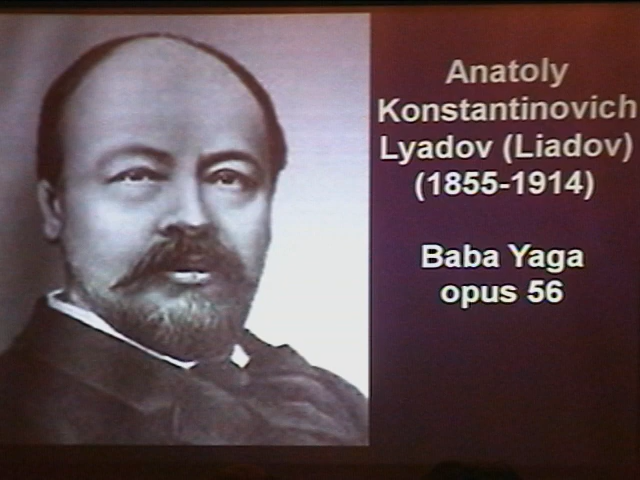 Anatoly
Konstantinovich
Lyadov (Liadov)
(1855-1914)
Baba Yaga
opus 56